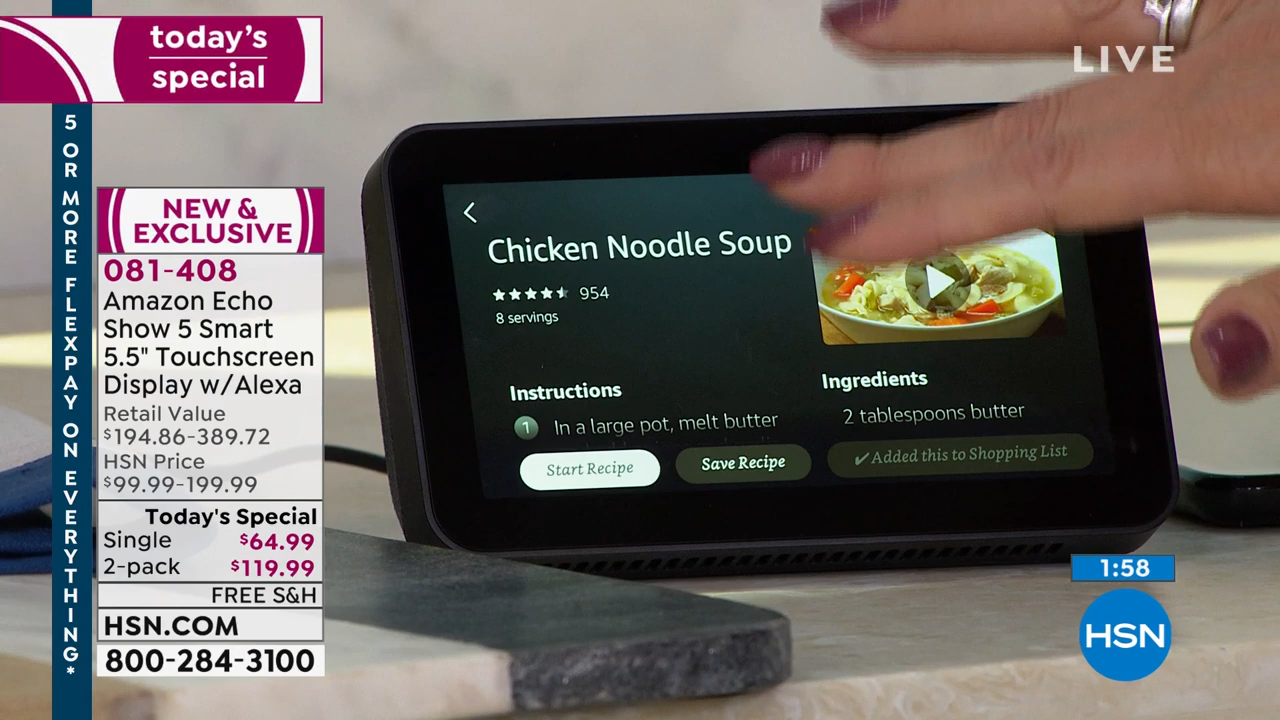 today's
special
LIVE
5 OR MORE FLEXPAY ON EVERYTHING*
NEW &
EXCLUSIVE
081-408
Amazon Echo
Show 5 Smart
5.5" Touchscreen
Display w/Alexa
Retail Value
$194.86-389.72
HSN Price
$99.99-199.99
Today's Special
Single $64.99
2-pack $119.99
FREE S&H
HSN.COM
800-284-3100
Chicken Noodle Soup
954
8 servings
Instructions
1 In a large pot, melt butter
Start Recipe
Save Recipe
Ingredients
2 tablespoons butter
✔Added this to Shopping List
1:58
HSN